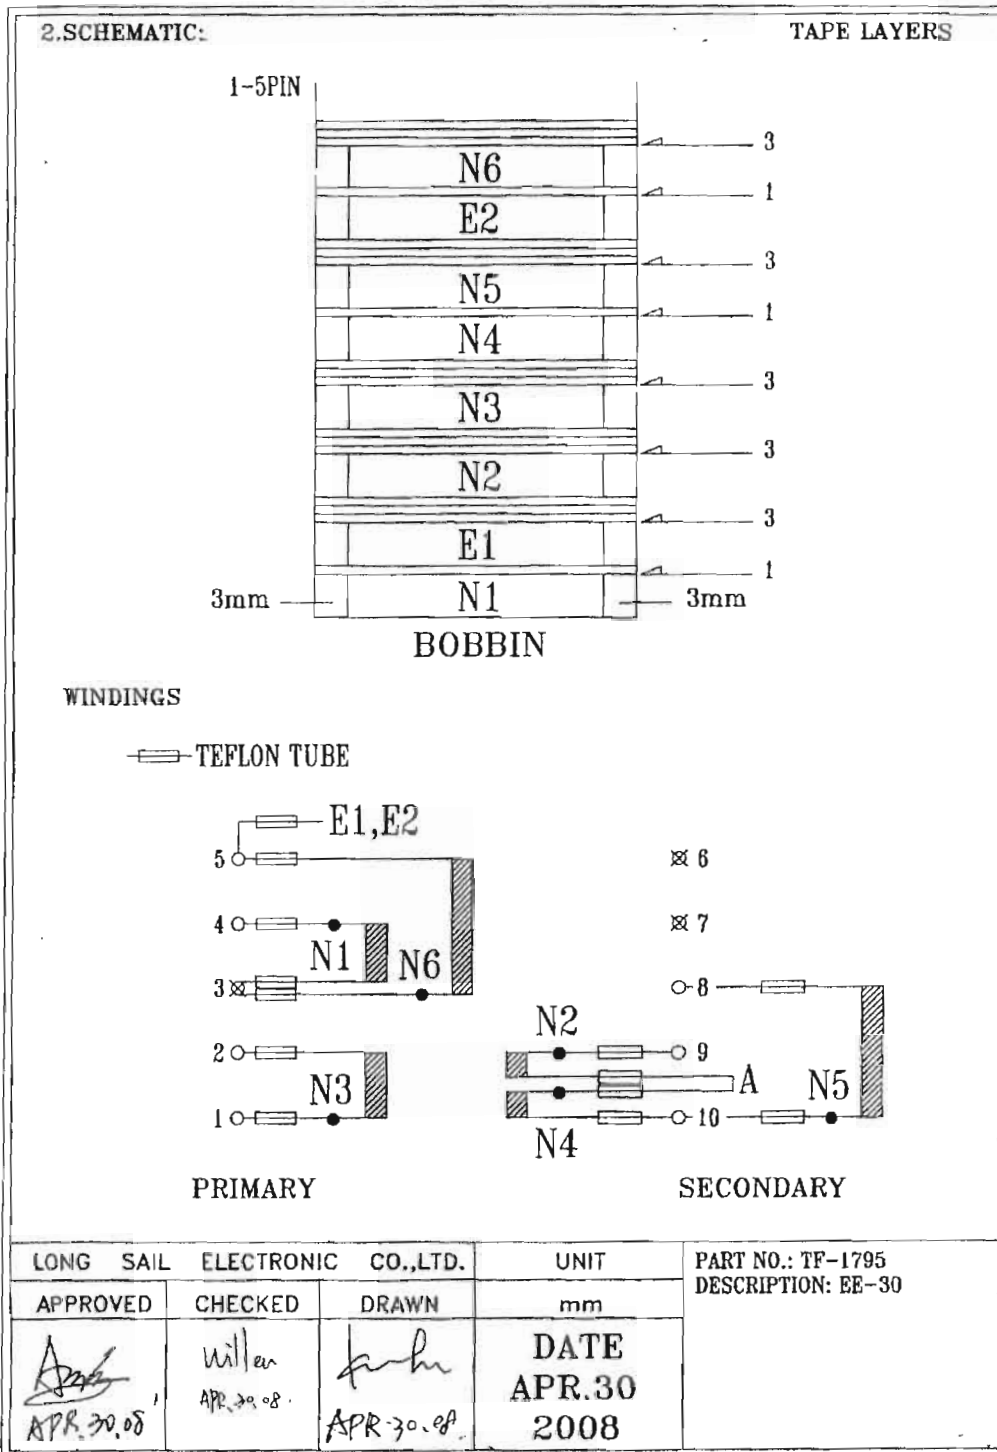 2.SCHEMATIC: TAPE LAYERS
1-5PIN
3
N6
1
E2
3
N5
1
N4
3
N3
3
N2
3
E1
1
3mm N1 3mm
BOBBIN
WINDINGS
TEFLON TUBE
E1,E2
5 6
4 7
N1 N6
3 8
N2
2 9
N3 A N5
1 10
N4
PRIMARY SECONDARY
LONG SAIL ELECTRONIC CO.,LTD. UNIT PART NO.: TF-1795
DESCRIPTION: EE-30
APPROVED CHECKED DRAWN mm
DATE
APR.30
2008
APR.30.08
APR.30.08.
APR-30.08.